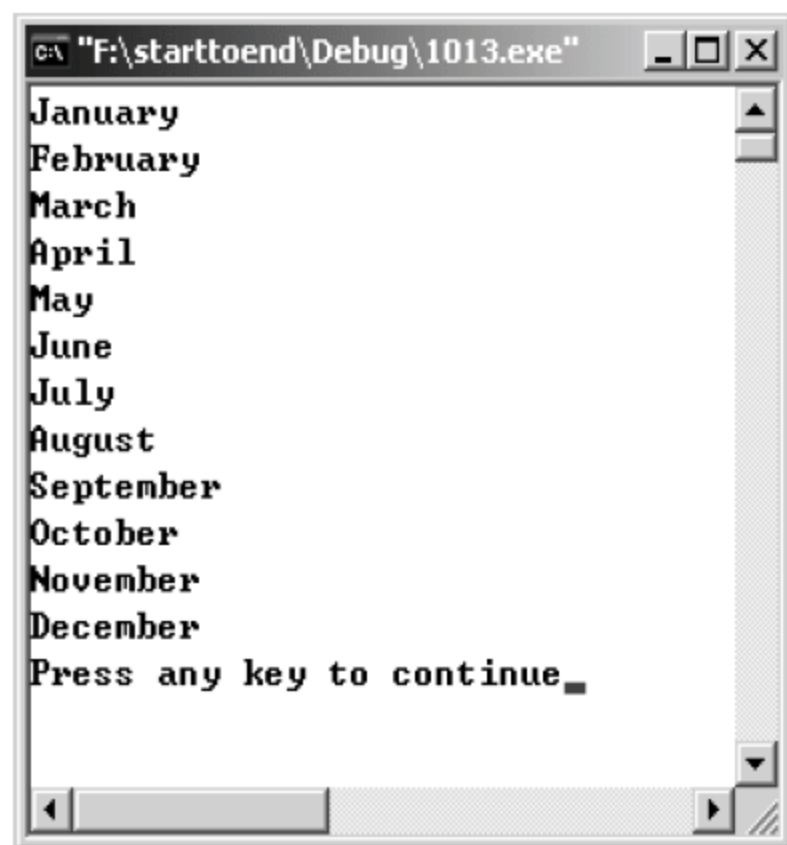 "F:\starttoend\Debug\1013.exe"
January
February
March
April
May
June
July
August
September
October
November
December
Press any key to continue